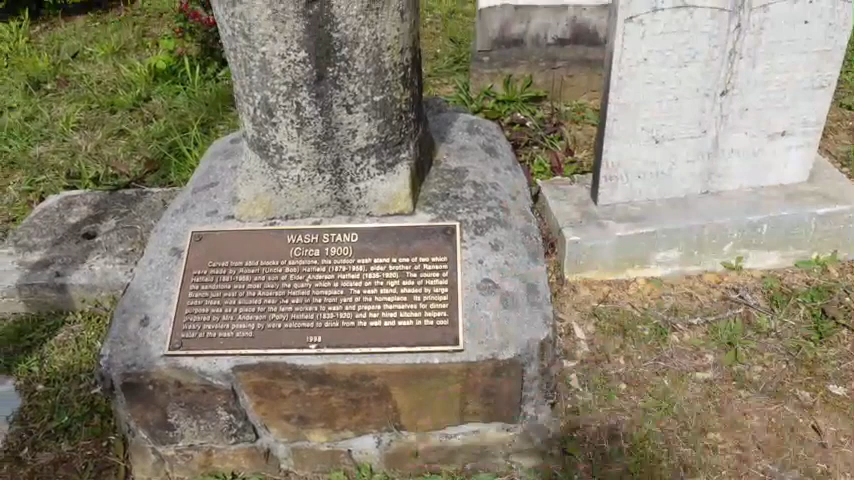 WASH STAND
(Circa 1900)
Carved from solid blocks of sandstone, this outdoor wash stand is one of two which
were made by Robert (Uncle Bob) Hatfield (1879-1958), elder brother of Ransom
Hatfield (1881-1968) and son of Elder Anderson Hatfield (1835-1920). The source of
the sandstone was most likely the quarry which is located on the right side of Hatfield
Branch just west of the Anderson Hatfield homeplace. The wash stand, shaded by large
cedar trees, was situated near the well in the front yard of the homeplace. Its principal
purpose was as a place for the farm workers to wash and prepare themselves for dinner
prepared by Mrs. Anderson (Polly) Hatfield (1833-1920) and her hired kitchen helpers.
Weary travelers passing by were welcomed to drink from the well and wash in the cool
water at the wash stand.
1998